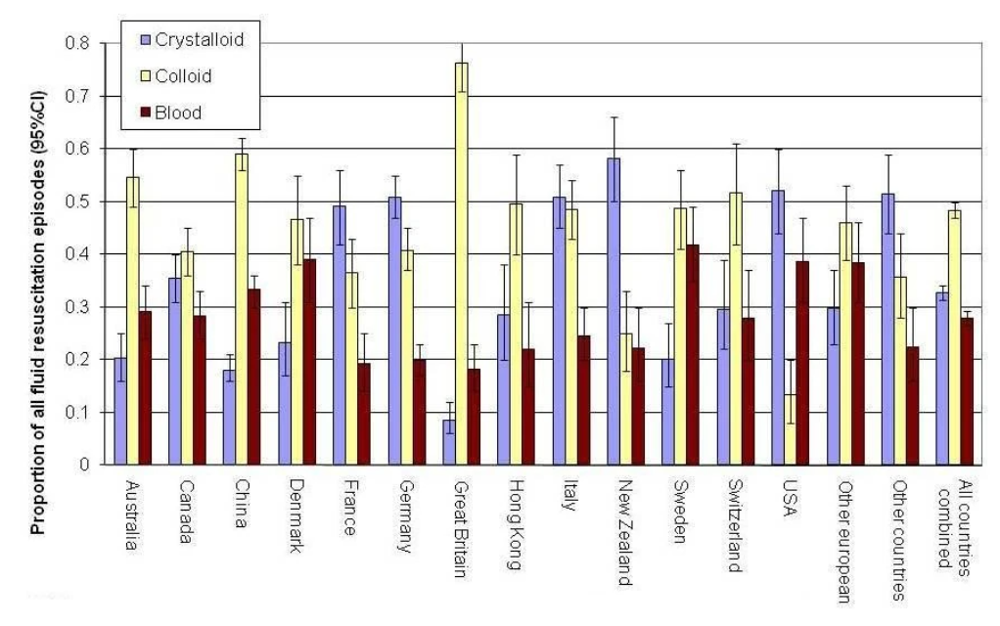 Crystalloid
Colloid
Blood
Proportion of all fluid resuscitation episodes (95%CI)
0.8
0.7
0.6
0.5
0.4
0.3
0.2
0.1
0
Australia
Canada
China
Denmark
France
Germany
Great Britain
Hong Kong
Italy
New Zealand
Sweden
Switzerland
USA
Other european
Other countries
All countries
combined